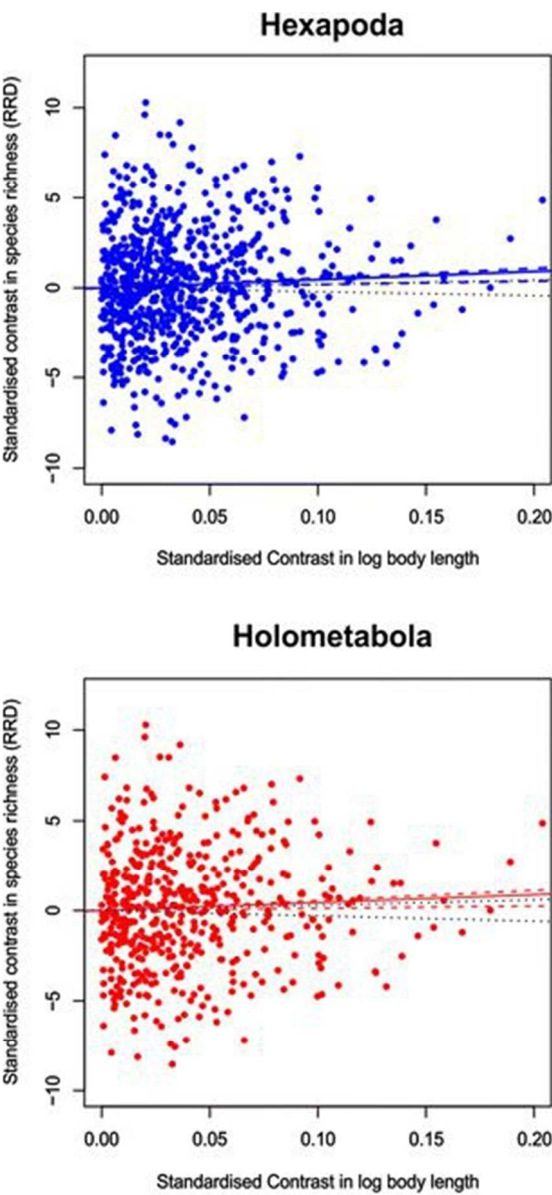 Hexapoda
Standardised contrast in species richness (RRD)
10
5
0
−5
−10
0.00 0.05 0.10 0.15 0.20
Standardised Contrast in log body length
Holometabola
Standardised contrast in species richness (RRD)
10
5
0
−5
−10
0.00 0.05 0.10 0.15 0.20
Standardised Contrast in log body length